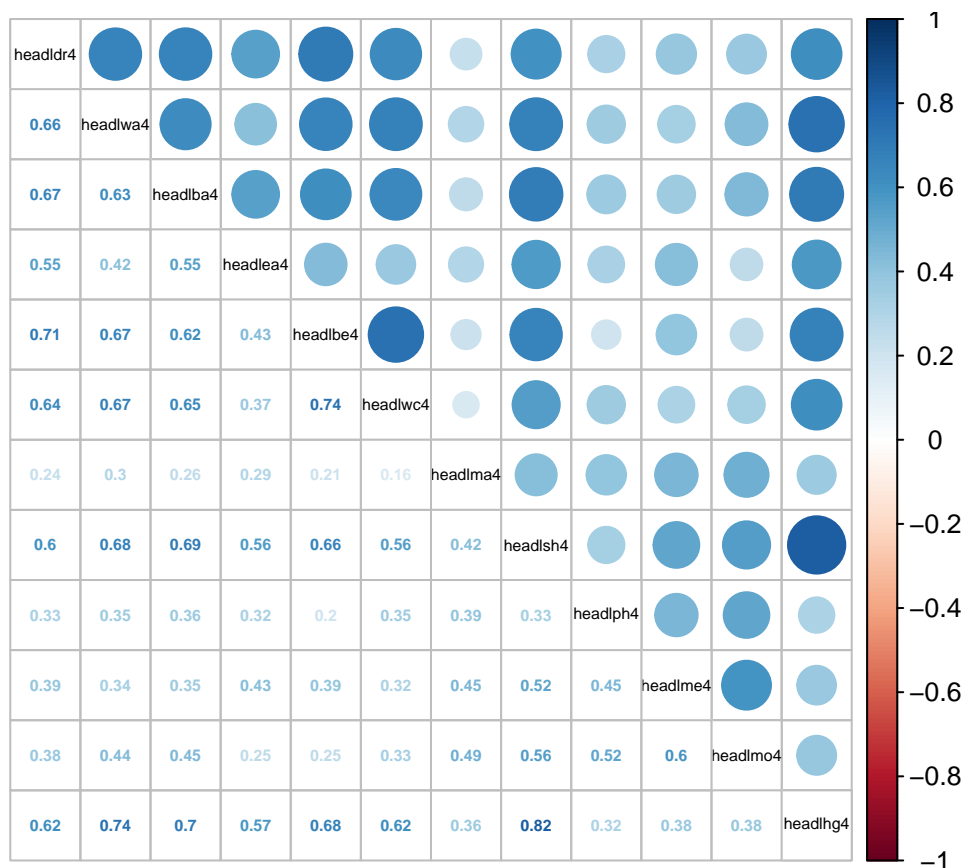 headldr4
0.66 headlwa4
0.67 0.63 headlba4
0.55 0.42 0.55 headlea4
0.71 0.67 0.62 0.43 headlbe4
0.64 0.67 0.65 0.37 0.74 headlwc4
0.24 0.3 0.26 0.29 0.21 0.16 headlma4
0.6 0.68 0.69 0.56 0.66 0.56 0.42 headlsh4
0.33 0.35 0.36 0.32 0.2 0.35 0.39 0.33 headlph4
0.39 0.34 0.35 0.43 0.39 0.32 0.45 0.52 0.45 headlme4
0.38 0.44 0.45 0.25 0.25 0.33 0.49 0.56 0.52 0.6 headlmo4
0.62 0.74 0.7 0.57 0.68 0.62 0.36 0.82 0.32 0.38 0.38 headlhg4
1
0.8
0.6
0.4
0.2
0
−0.2
−0.4
−0.6
−0.8
−1